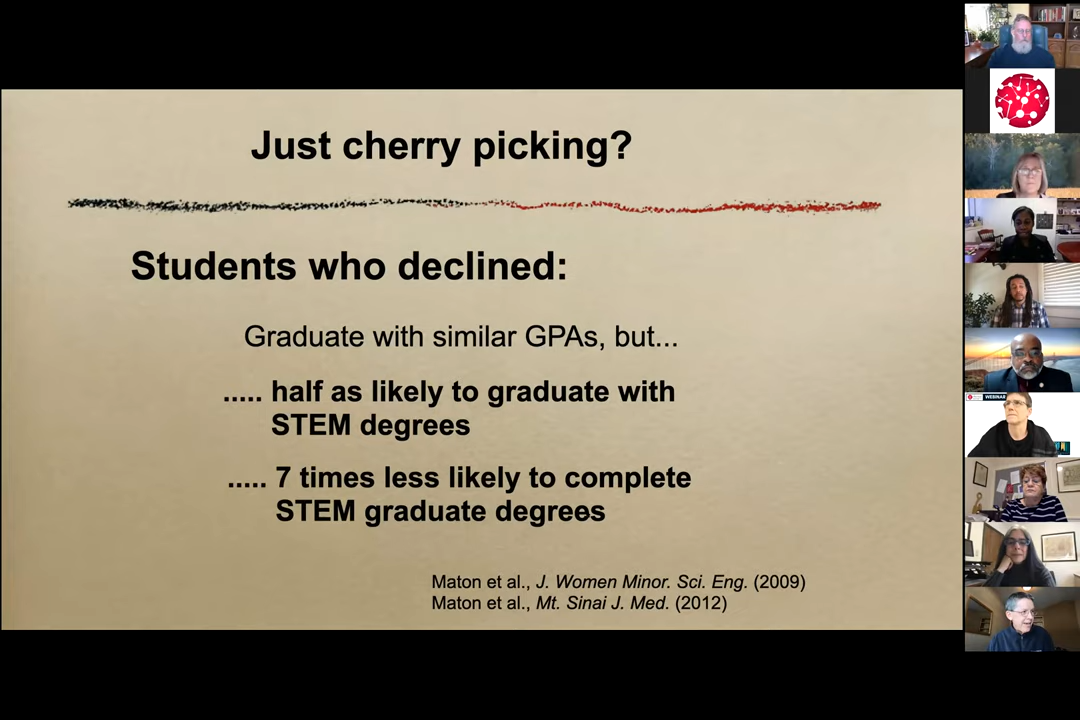 Just cherry picking?
Students who declined:
Graduate with similar GPAs, but...
..... half as likely to graduate with
STEM degrees
..... 7 times less likely to complete
STEM graduate degrees
Maton et al., J. Women Minor. Sci. Eng. (2009)
Maton et al., Mt. Sinai J. Med. (2012)
WEBINAR